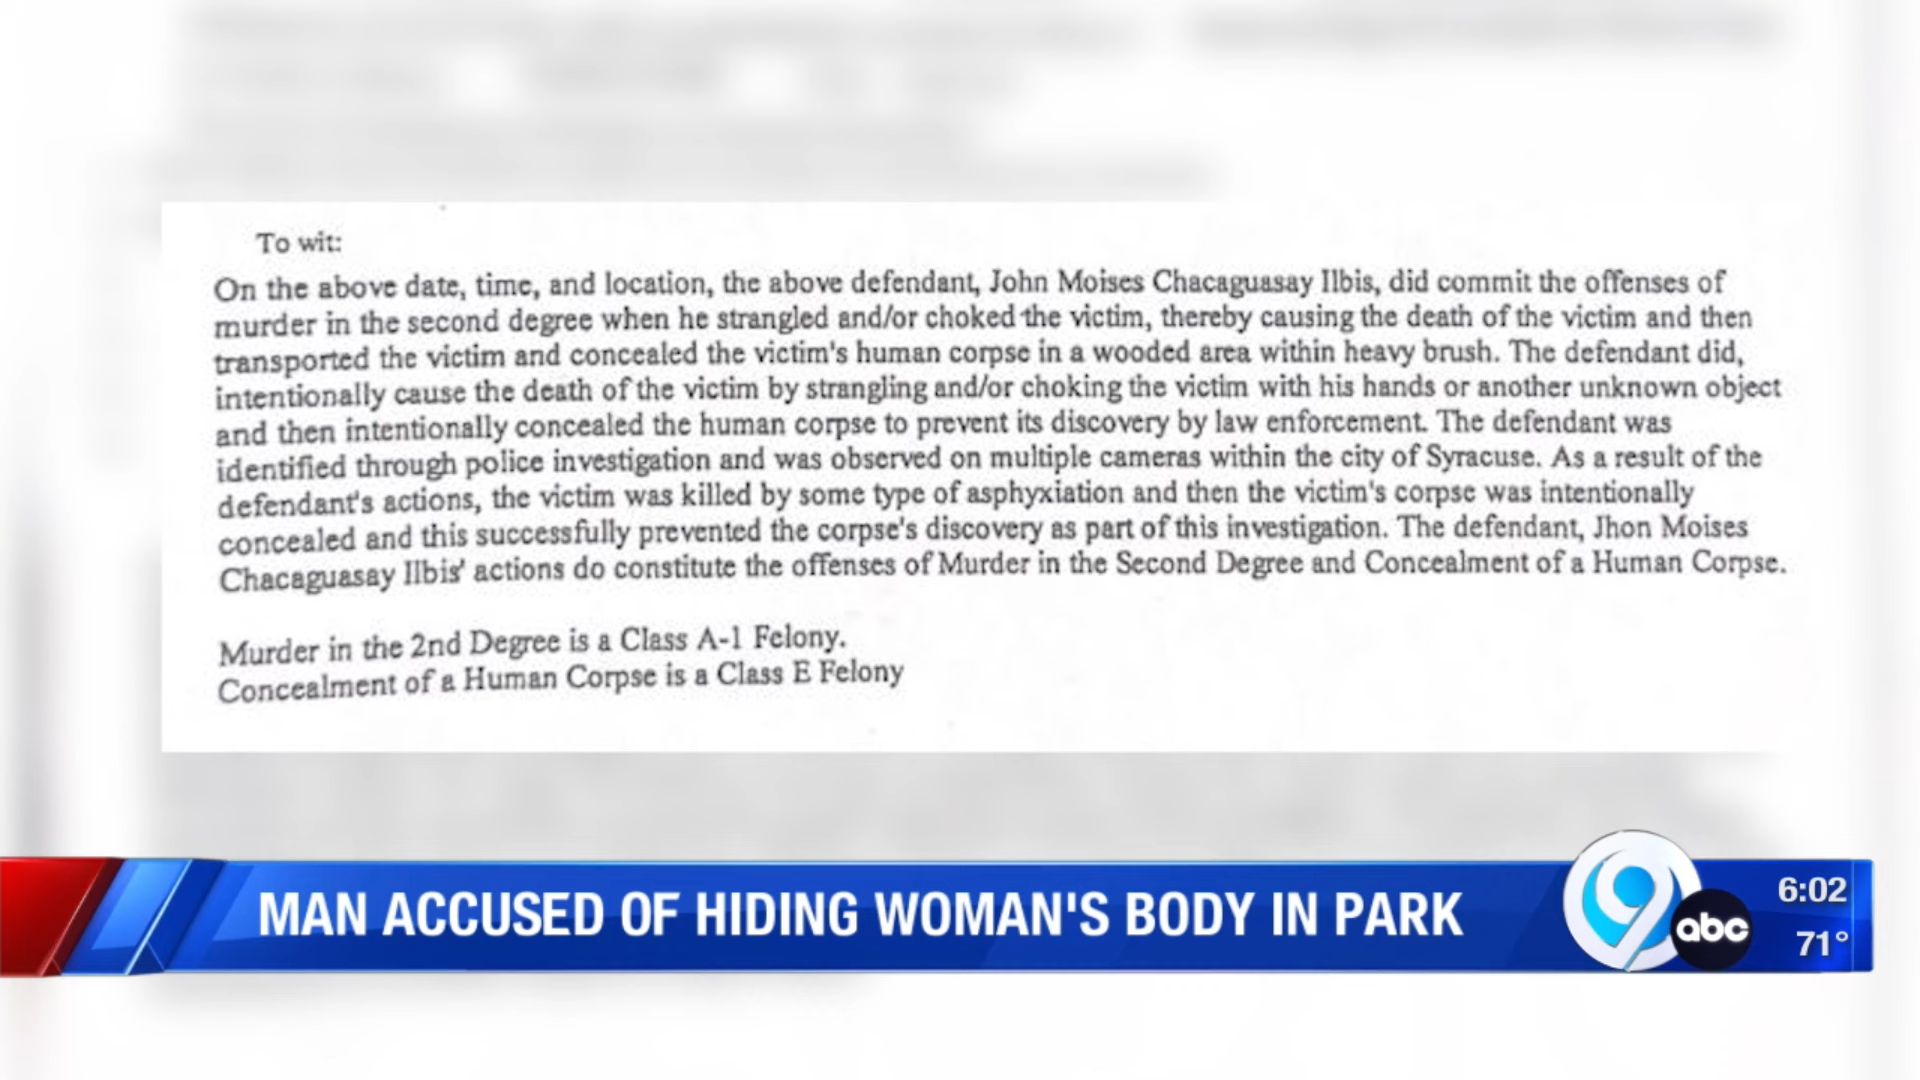 To wit:
On the above date, time, and location, the above defendant, John Moises Chacaguasay Ilbis, did commit the offenses of
murder in the second degree when he strangled and/or choked the victim, thereby causing the death of the victim and then
transported the victim and concealed the victim's human corpse in a wooded area within heavy brush. The defendant did,
intentionally cause the death of the victim by strangling and/or choking the victim with his hands or another unknown object
and then intentionally concealed the human corpse to prevent its discovery by law enforcement. The defendant was
identified through police investigation and was observed on multiple cameras within the city of Syracuse. As a result of the
defendant's actions, the victim was killed by some type of asphyxiation and then the victim's corpse was intentionally
concealed and this successfully prevented the corpse's discovery as part of this investigation. The defendant, Jhon Moises
Chacaguasay Ilbis' actions do constitute the offenses of Murder in the Second Degree and Concealment of a Human Corpse.
Murder in the 2nd Degree is a Class A-1 Felony.
Concealment of a Human Corpse is a Class E Felony
MAN ACCUSED OF HIDING WOMAN'S BODY IN PARK
9
abc
6:02
71°